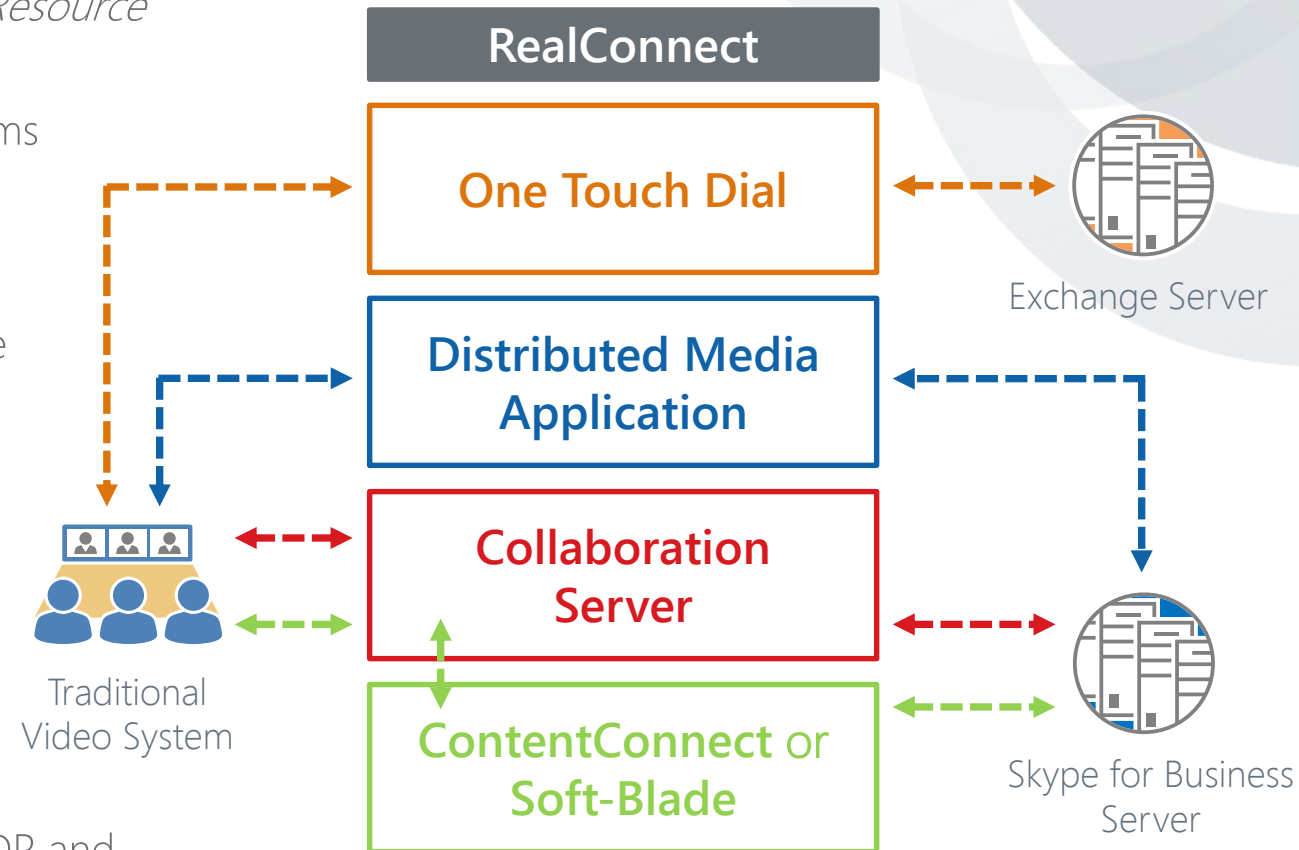 Resource
RealConnect
One Touch Dial
Exchange Server
Distributed Media
Application
Collaboration
Server
Traditional
Video System
ContentConnect or
Soft-Blade
Skype for Business
Server
and